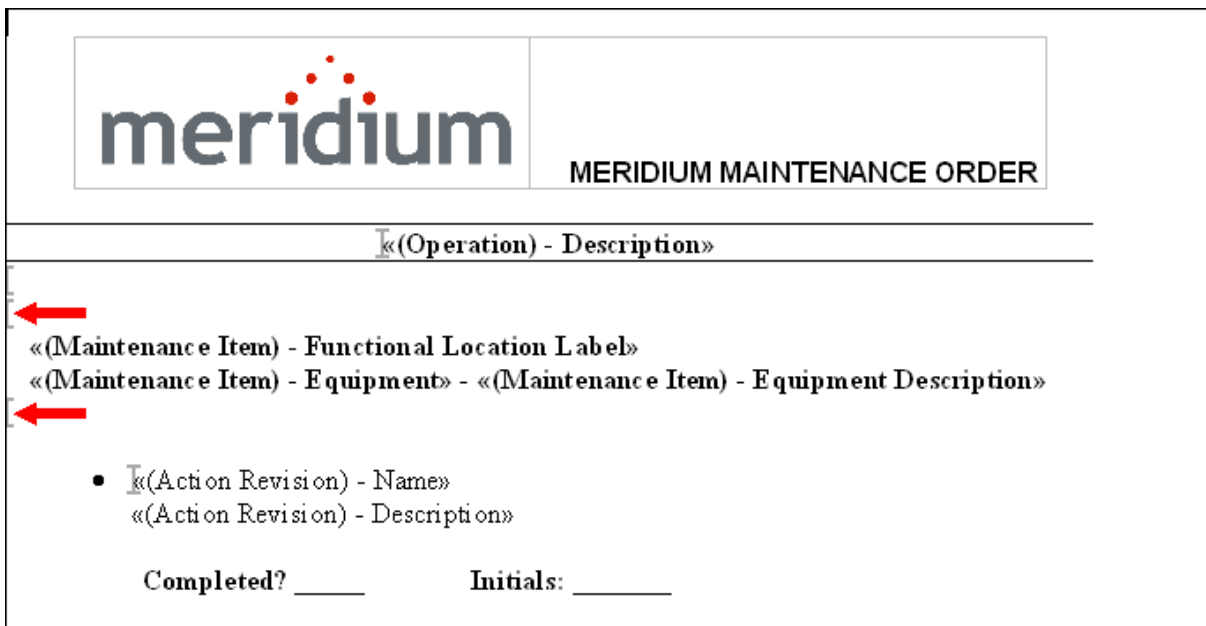 meridium
MERIDIUM MAINTENANCE ORDER
«(Operation) - Description»
«(Maintenance Item) - Functional Location Label»
«(Maintenance Item) - Equipment» - «(Maintenance Item) - Equipment Description»
• «(Action Revision) - Name»
«(Action Revision) - Description»
Completed? _____ Initials: _______